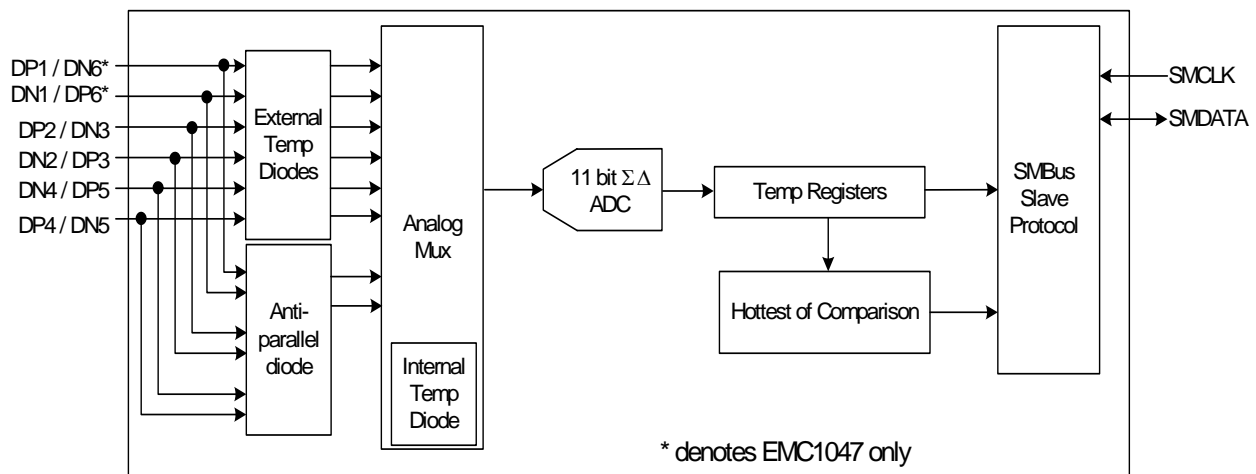 DP1 / DN6*
DN1 / DP6*
DP2 / DN3
DN2 / DP3
DN4 / DP5
DP4 / DN5
External
Temp
Diodes
Anti-
parallel
diode
Analog
Mux
Internal
Temp
Diode
11 bit ΣΔ
ADC
Temp Registers
Hottest of Comparison
SMBus
Slave
Protocol
SMCLK
SMDATA
* denotes EMC1047 only